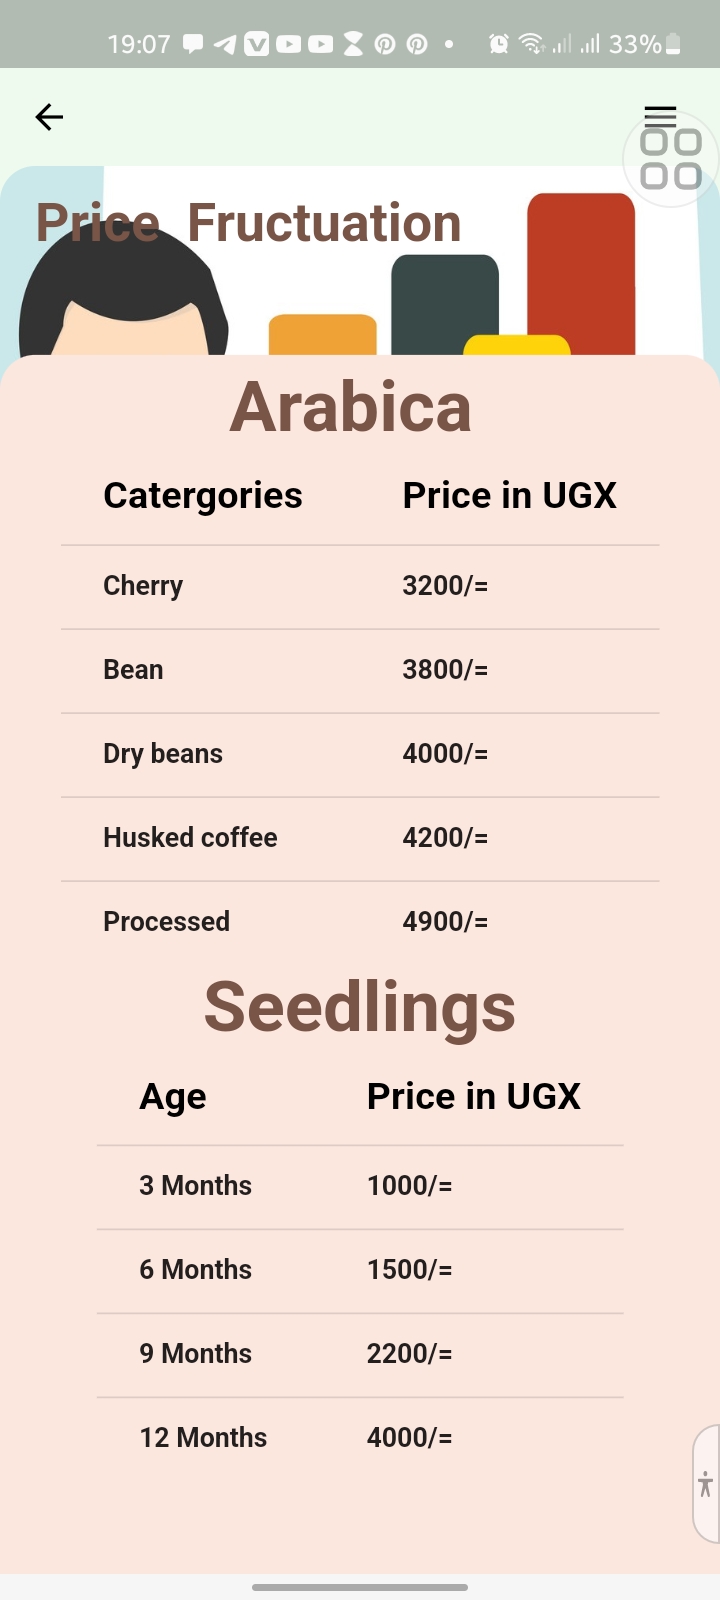 19:07 33%
Price Fructuation
Arabica
Catergories Price in UGX
Cherry 3200/=
Bean 3800/=
Dry beans 4000/=
Husked coffee 4200/=
Processed 4900/=
Seedlings
Age Price in UGX
3 Months 1000/=
6 Months 1500/=
9 Months 2200/=
12 Months 4000/=